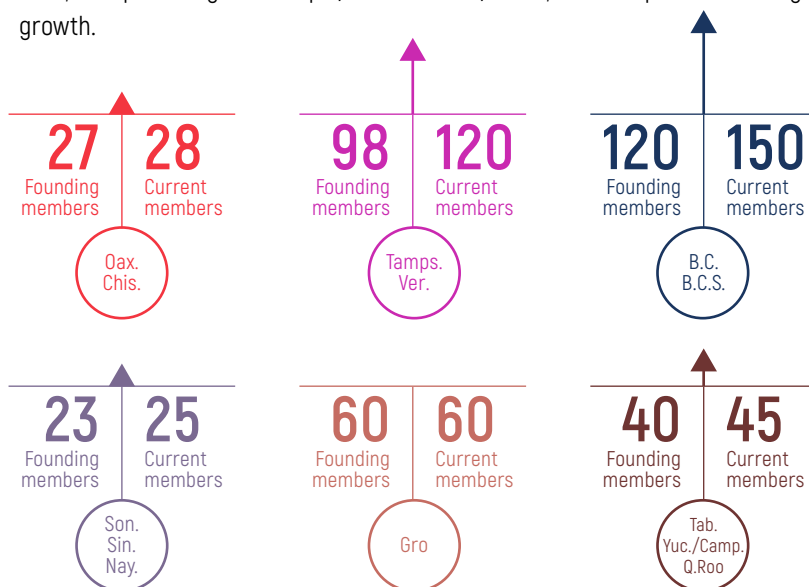 growth.
27 28
Founding members Current members
Oax.
Chis.
98 120
Founding members Current members
Tamps.
Ver.
120 150
Founding members Current members
B.C.
B.C.S.
23 25
Founding members Current members
Son.
Sin.
Nay.
60 60
Founding members Current members
Gro
40 45
Founding members Current members
Tab.
Yuc./Camp.
Q.Roo